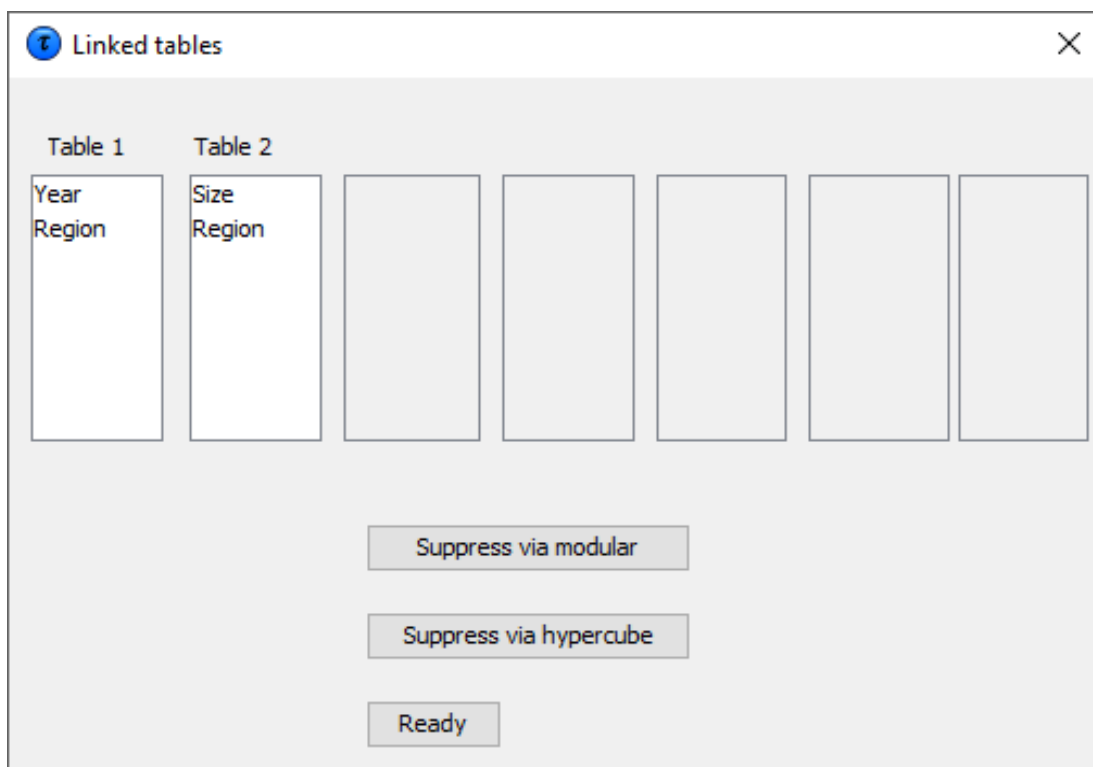 τ Linked tables
Table 1 Table 2
Year Size
Region Region
Suppress via modular
Suppress via hypercube
Ready